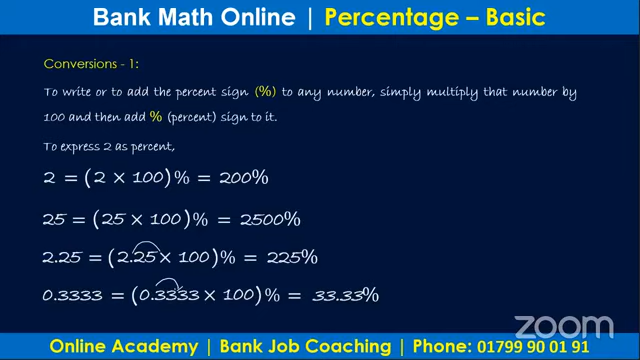 Bank Math Online | Percentage – Basic
Conversions - 1:
To write or to add the percent sign (%) to any number, simply multiply that number by
100 and then add % (percent) sign to it.
To express 2 as percent,
2 = (2 × 100)% = 200%
25 = (25 × 100)% = 2500%
2.25 = (2.25 × 100)% = 225%
0.3333 = (0.3333 × 100)% = 33.33%
zoom
Online Academy | Bank Job Coaching | Phone: 01799 90 01 91